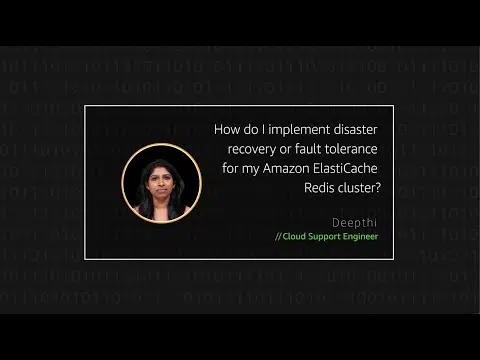 How do I implement disaster
recovery or fault tolerance
for my Amazon ElastiCache
Redis cluster?
Deepthi
// Cloud Support Engineer